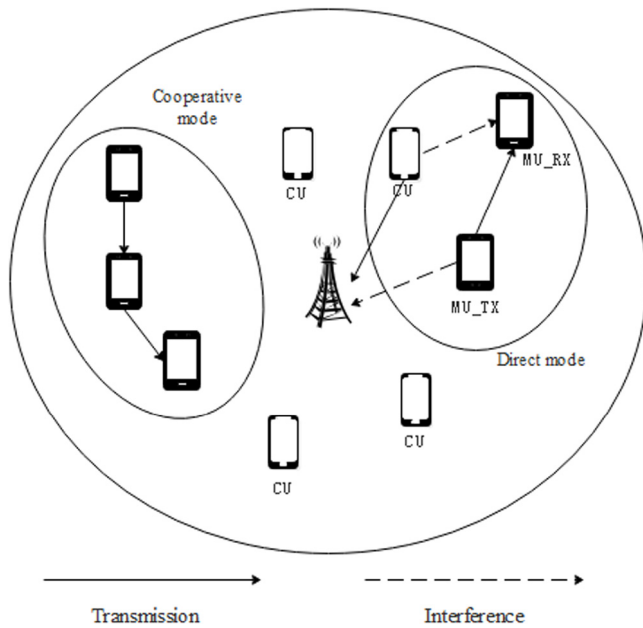 Cooperative
mode
CU
CU
MU_RX
MU_TX
Direct mode
CU
CU
Transmission
Interference